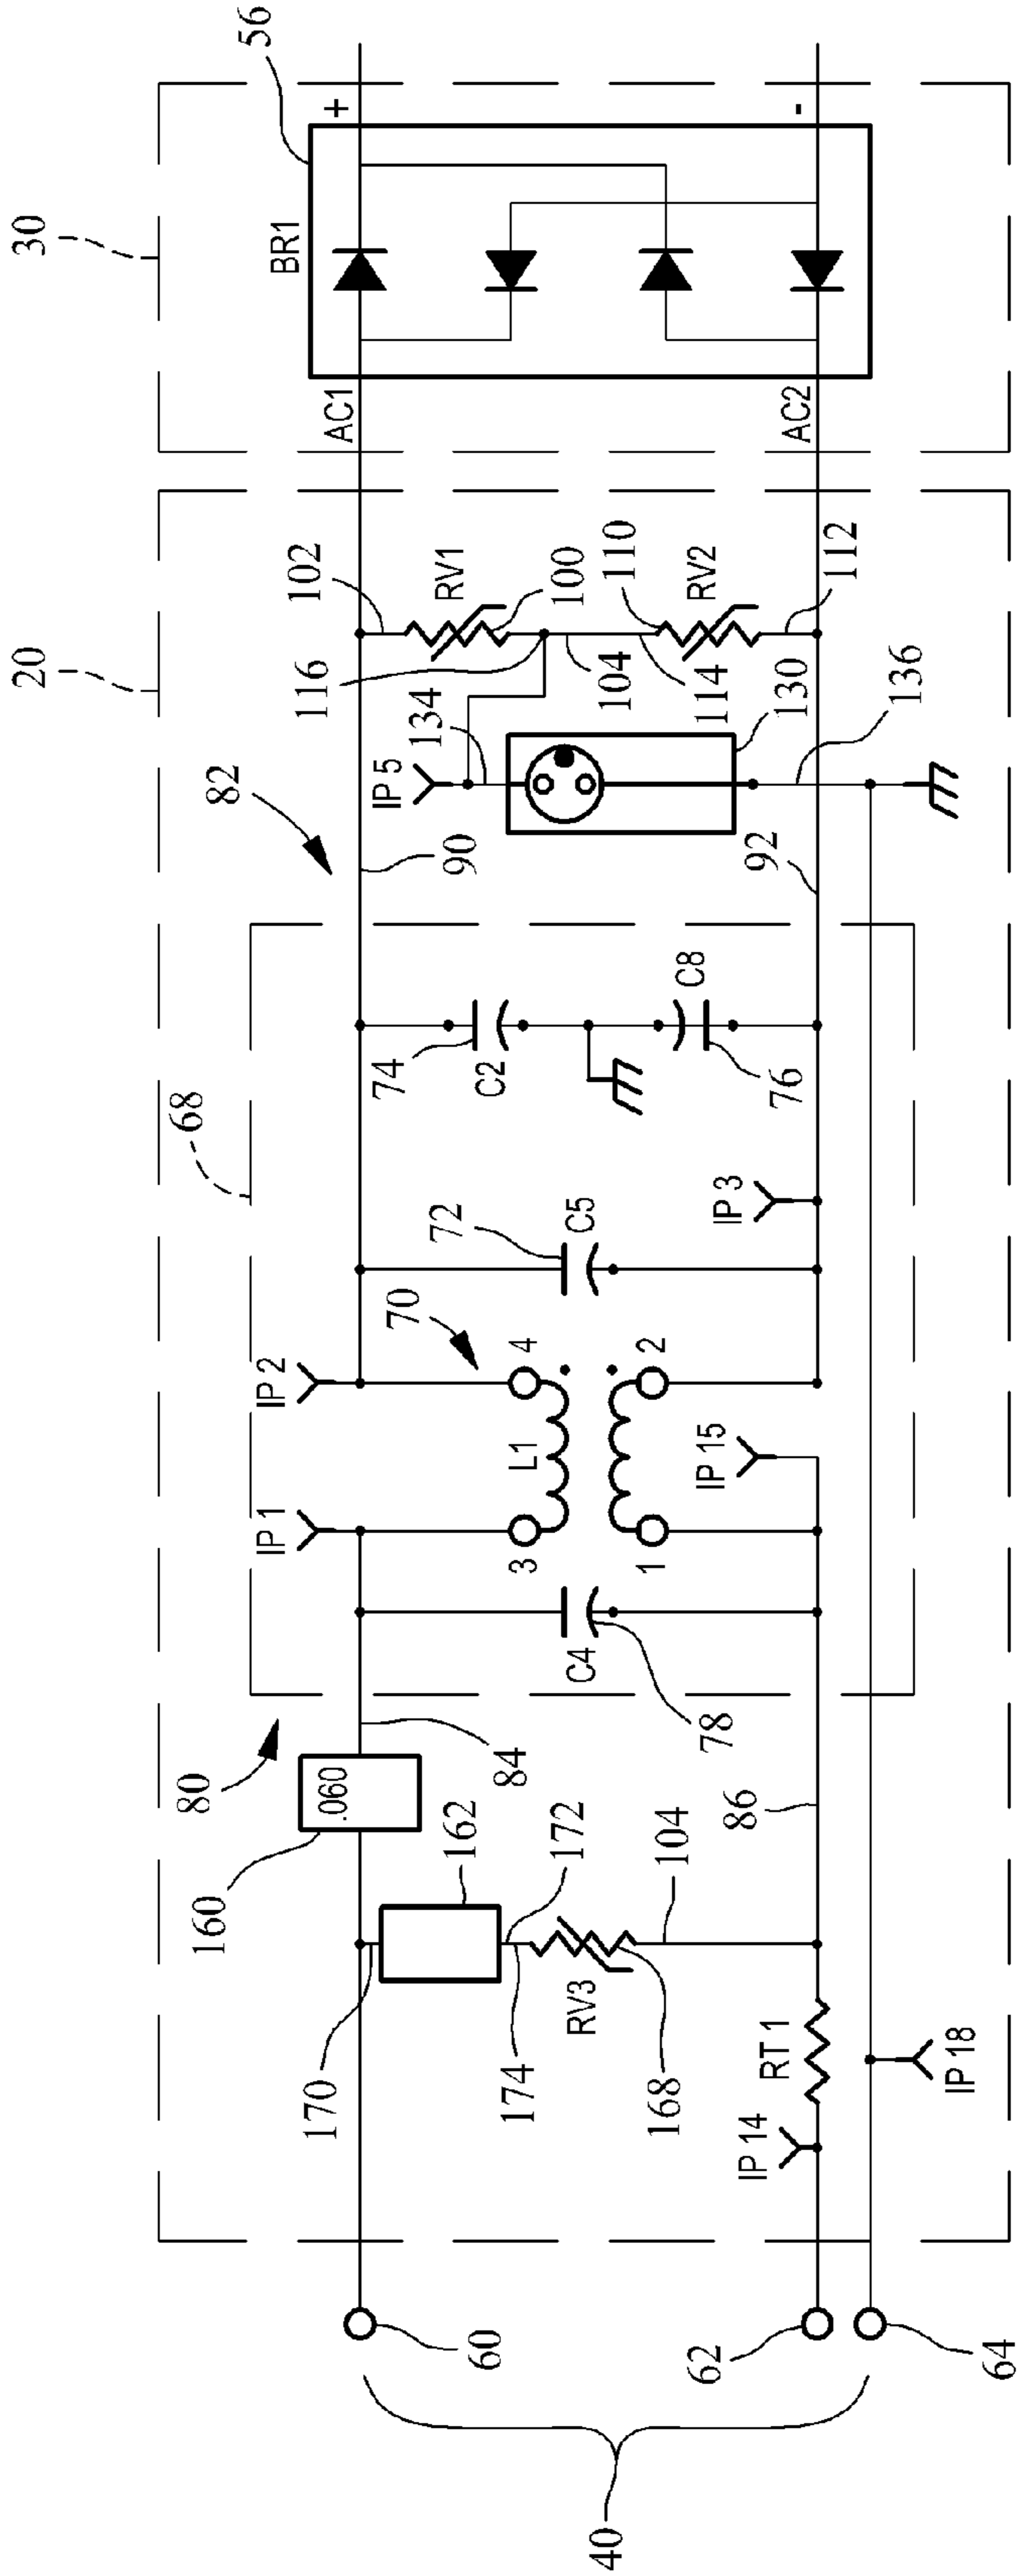 30
56
BR1
+
-
AC1
AC2
20
102
RV1
100
110
RV2
112
116
104
114
130
134
136
IP 5
82
90
92
68
74
C2
C8
76
72
C5
IP 3
70
IP 2
4
2
L1
IP 15
IP 1
3
1
C4
78
80
84
86
.060
160
162
172
104
170
174
RV3
168
RT 1
IP 14
IP 18
60
62
64
40